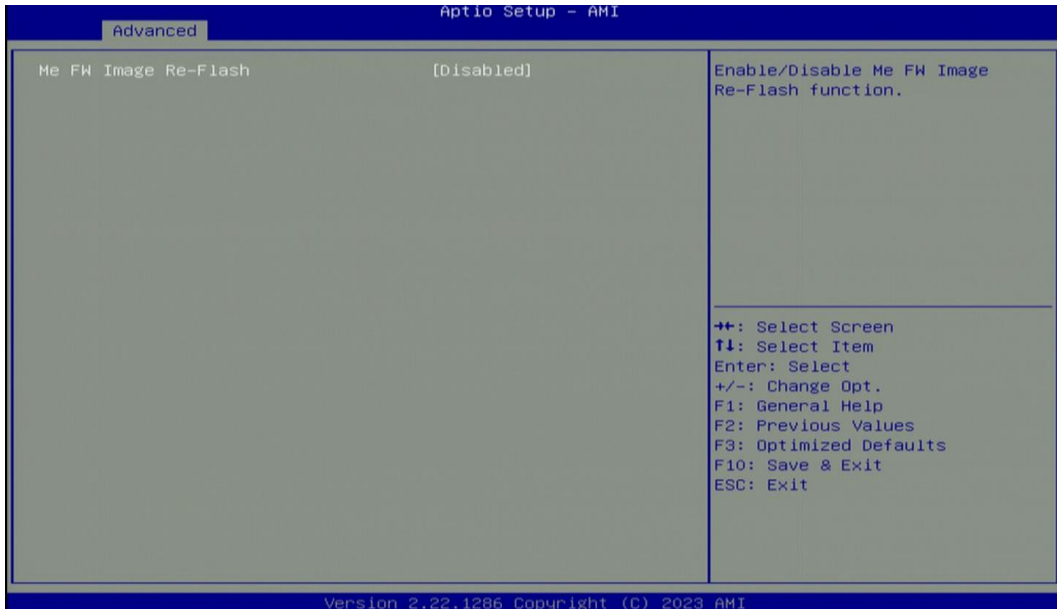 Aptio Setup – AMI
Advanced
Me FW Image Re-Flash [Disabled]
Enable/Disable Me FW Image
Re-Flash function.
→←: Select Screen
↑↓: Select Item
Enter: Select
+/-: Change Opt.
F1: General Help
F2: Previous Values
F3: Optimized Defaults
F10: Save & Exit
ESC: Exit
Version 2.22.1286 Copyright (C) 2023 AMI